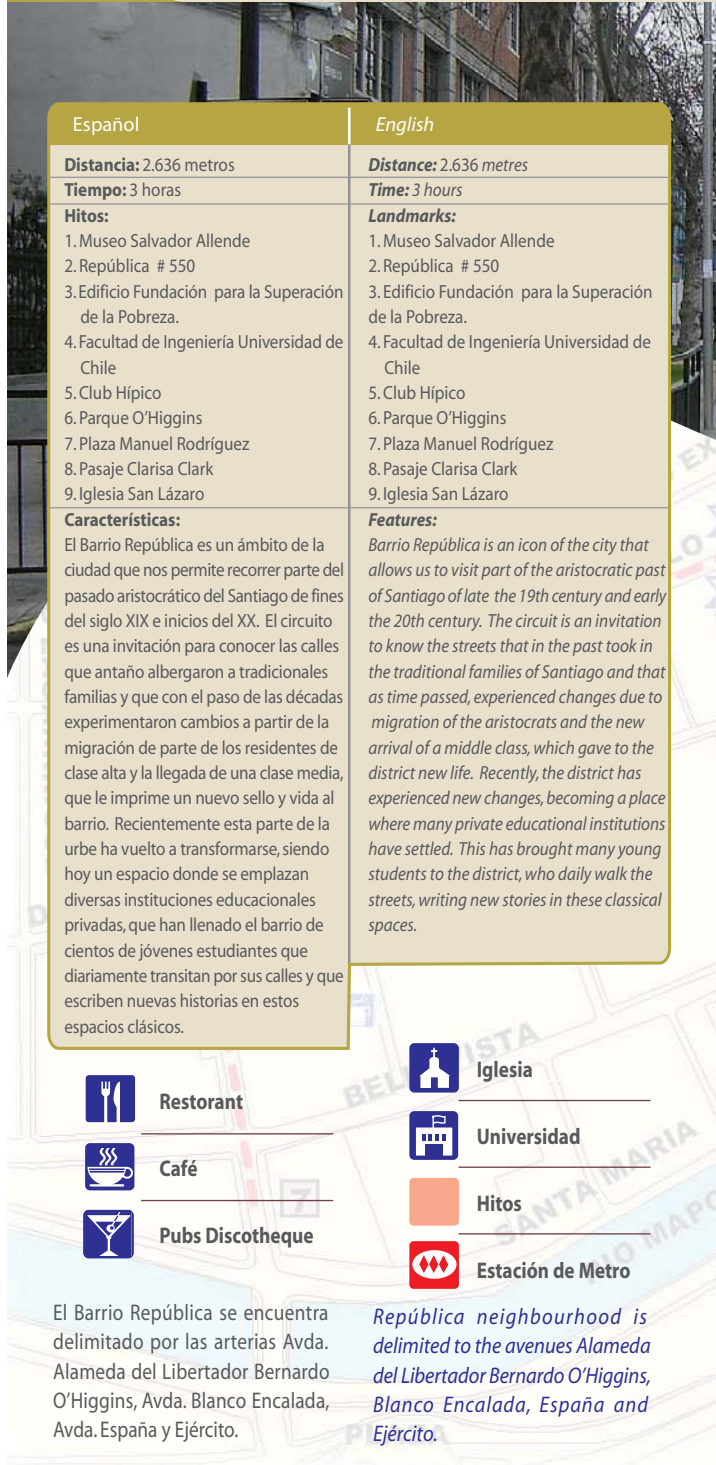 Español
Distancia: 2.636 metros
Tiempo: 3 horas
Hitos:
1. Museo Salvador Allende
2. República # 550
3. Edificio Fundación para la Superación
de la Pobreza.
4. Facultad de Ingeniería Universidad de
Chile
5. Club Hípico
6. Parque O'Higgins
7. Plaza Manuel Rodríguez
8. Pasaje Clarisa Clark
9. Iglesia San Lázaro
Características:
El Barrio República es un ámbito de la
ciudad que nos permite recorrer parte del
pasado aristocrático del Santiago de fines
del siglo XIX e inicios del XX. El circuito
es una invitación para conocer las calles
que antaño albergaron a tradicionales
familias y que con el paso de las décadas
experimentaron cambios a partir de la
migración de parte de los residentes de
clase alta y la llegada de una clase media,
que le imprime un nuevo sello y vida al
barrio. Recientemente esta parte de la
urbe ha vuelto a transformarse, siendo
hoy un espacio donde se emplazan
diversas instituciones educacionales
privadas, que han llenado el barrio de
cientos de jóvenes estudiantes que
diariamente transitan por sus calles y que
escriben nuevas historias en estos
espacios clásicos.
English
Distance: 2.636 metres
Time: 3 hours
Landmarks:
1. Museo Salvador Allende
2. República # 550
3. Edificio Fundación para la Superación
de la Pobreza.
4. Facultad de Ingeniería Universidad de
Chile
5. Club Hípico
6. Parque O'Higgins
7. Plaza Manuel Rodríguez
8. Pasaje Clarisa Clark
9. Iglesia San Lázaro
Features:
Barrio República is an icon of the city that
allows us to visit part of the aristocratic past
of Santiago of late the 19th century and early
the 20th century. The circuit is an invitation
to know the streets that in the past took in
the traditional families of Santiago and that
as time passed, experienced changes due to
migration of the aristocrats and the new
arrival of a middle class, which gave to the
district new life. Recently, the district has
experienced new changes, becoming a place
where many private educational institutions
have settled. This has brought many young
students to the district, who daily walk the
streets, writing new stories in these classical
spaces.
Restorant
Café
Pubs Discotheque
Iglesia
Universidad
Hitos
Estación de Metro
7
SANTA MARIA
El Barrio República se encuentra
delimitado por las arterias Avda.
Alameda del Libertador Bernardo
O'Higgins, Avda. Blanco Encalada,
Avda. España y Ejército.
República neighbourhood is
delimited to the avenues Alameda
del Libertador Bernardo O'Higgins,
Blanco Encalada, España and
Ejército.